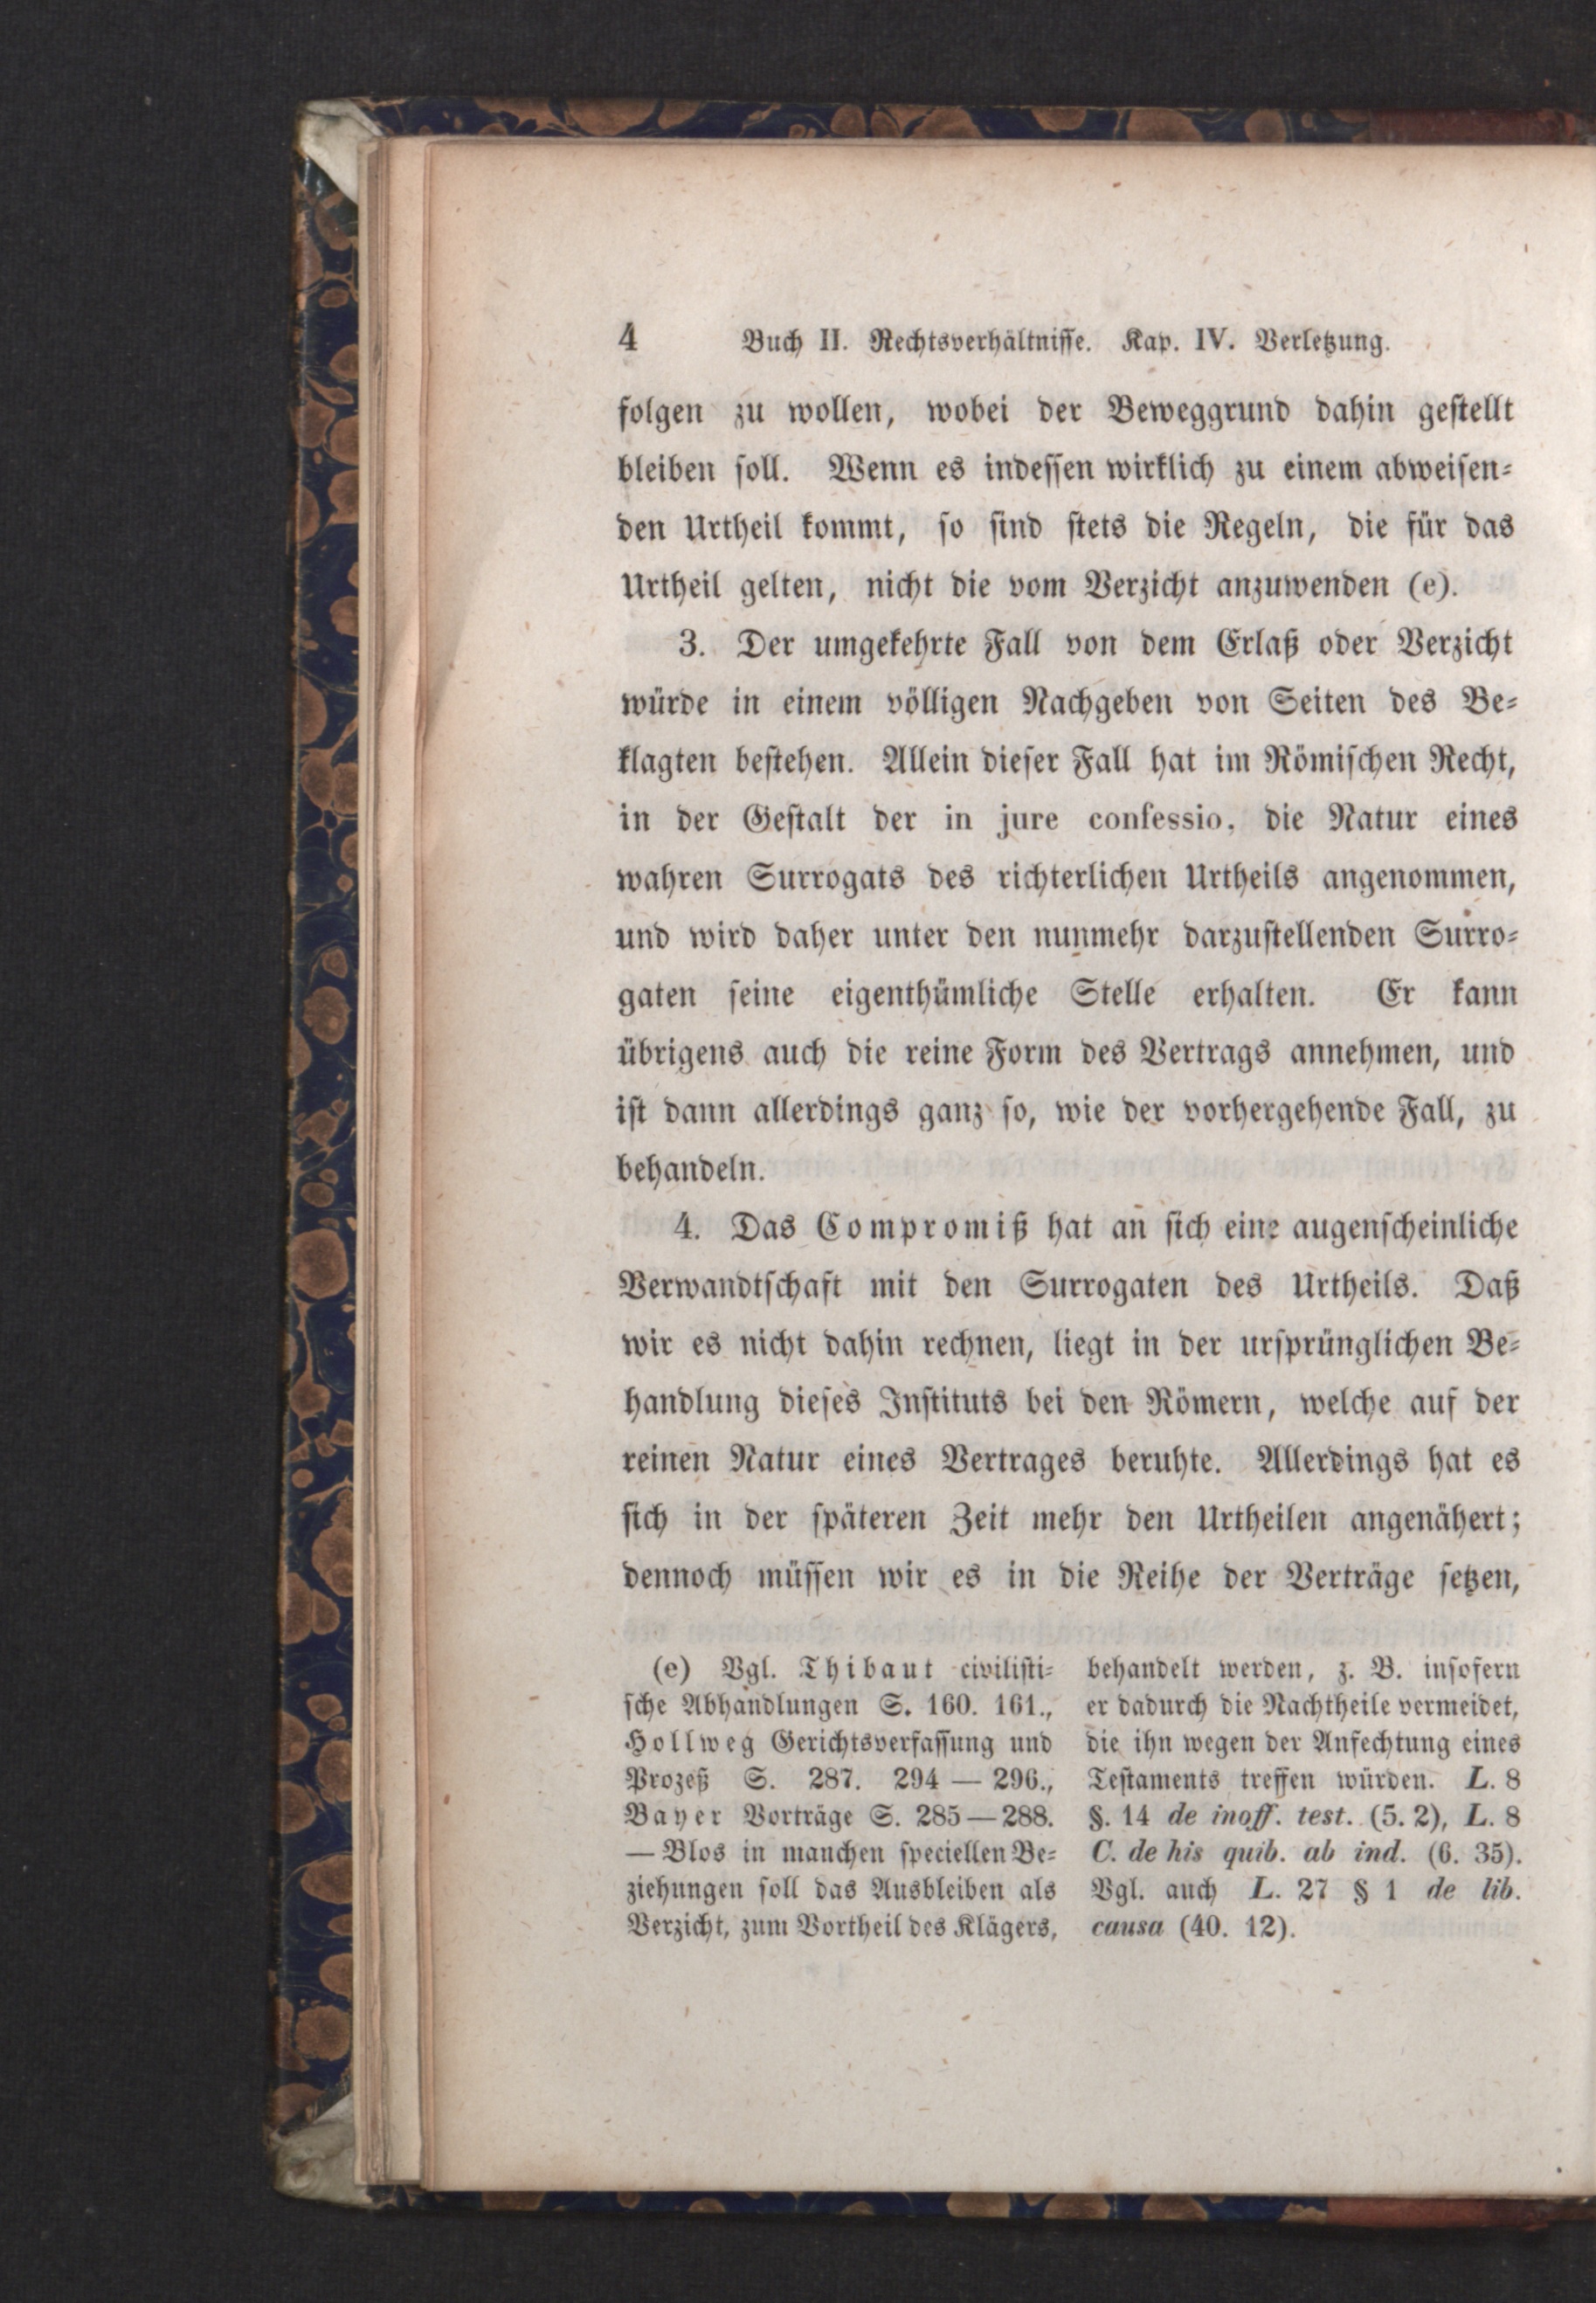 4 Buch II. Rechtsverhältnisse. Kap. IV. Verletzung.
folgen zu wollen, wobei der Beweggrund dahin gestellt
bleiben soll. Wenn es indessen wirklich zu einem abweisen-
den Urtheil kommt, so sind stets die Regeln, die für das
Urtheil gelten, nicht die vom Verzicht anzuwenden (e).
3. Der umgekehrte Fall von dem Erlaß oder Verzicht
würde in einem völligen Nachgeben von Seiten des Be-
klagten bestehen. Allein dieser Fall hat im Römischen Recht,
in der Gestalt der in jure confessio, die Natur eines
wahren Surrogats des richterlichen Urtheils angenommen,
und wird daher unter den nunmehr darzustellenden Surro-
gaten seine eigenthümliche Stelle erhalten. Er kann
übrigens auch die reine Form des Vertrags annehmen, und
ist dann allerdings ganz so, wie der vorhergehende Fall, zu
behandeln.
4. Das Compromiß hat an sich eine augenscheinliche
Verwandtschaft mit den Surrogaten des Urtheils. Daß
wir es nicht dahin rechnen, liegt in der ursprünglichen Be-
handlung dieses Instituts bei den Römern, welche auf der
reinen Natur eines Vertrages beruhte. Allerdings hat es
sich in der späteren Zeit mehr den Urtheilen angenähert;
dennoch müssen wir es in die Reihe der Verträge setzen,
(e) Vgl. Thibaut civilisti-
sche Abhandlungen S. 160. 161.,
Hollweg Gerichtsverfassung und
Prozeß S. 287. 294 — 296.,
Bayer Vorträge S. 285—288.
— Blos in manchen speciellen Be-
ziehungen soll das Ausbleiben als
Verzicht, zum Vortheil des Klägers,
behandelt werden, z. B. insofern
er dadurch die Nachtheile vermeidet,
die ihn wegen der Anfechtung eines
Testaments treffen würden. L. 8
§. 14 de inoff. test. (5. 2), L. 8
C. de his quib. ab ind. (6. 35).
Vgl. auch L. 27 § 1 de lib.
causa (40. 12).